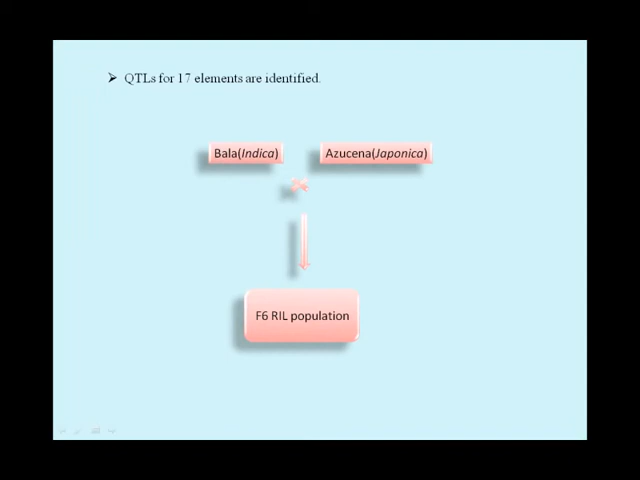 QTLs for 17 elements are identified.
Bala(Indica) Azucena(Japonica)
F6 RIL population